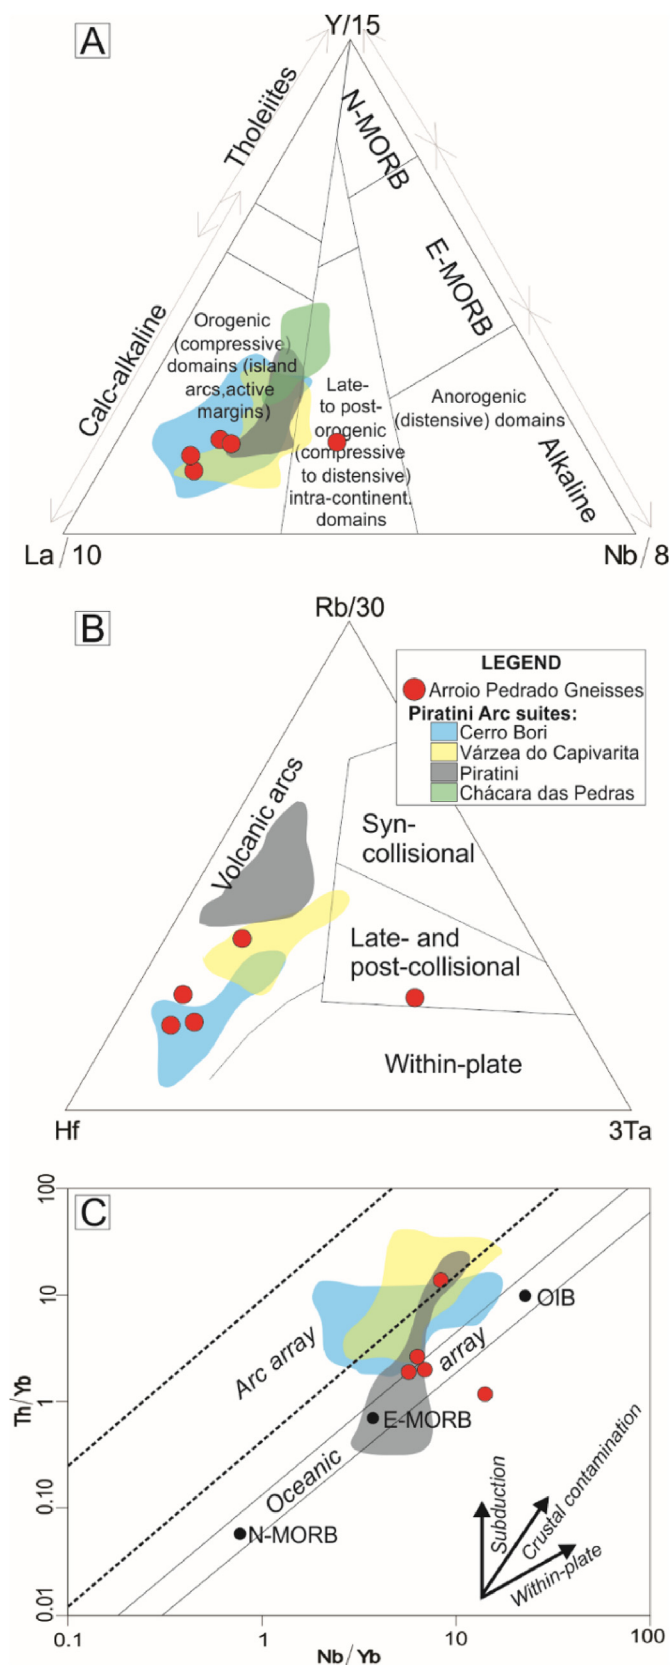 A
Y/15
Tholeiites
N-MORB
E-MORB
Calc-alkaline
Orogenic
(compressive)
domains (island
arcs,active
margins)
Late-
to post-
orogenic
(compressive
to distensive)
intra-continent.
domains
Anorogenic
(distensive) domains
Alkaline
La/10
Nb/8
B
Rb/30
LEGEND
Arroio Pedrado Gneisses
Piratini Arc suites:
Cerro Bori
Várzea do Capivarita
Piratini
Chácara das Pedras
Volcanic arcs
Syn-
collisional
Late- and
post-collisional
Within-plate
Hf
3Ta
C
100
10
1
0.10
0.01
Th/Yb
Arc array
Oceanic
array
OIB
E-MORB
N-MORB
Subduction
Crustal contamination
Within-plate
0.1
1
10
100
Nb/Yb